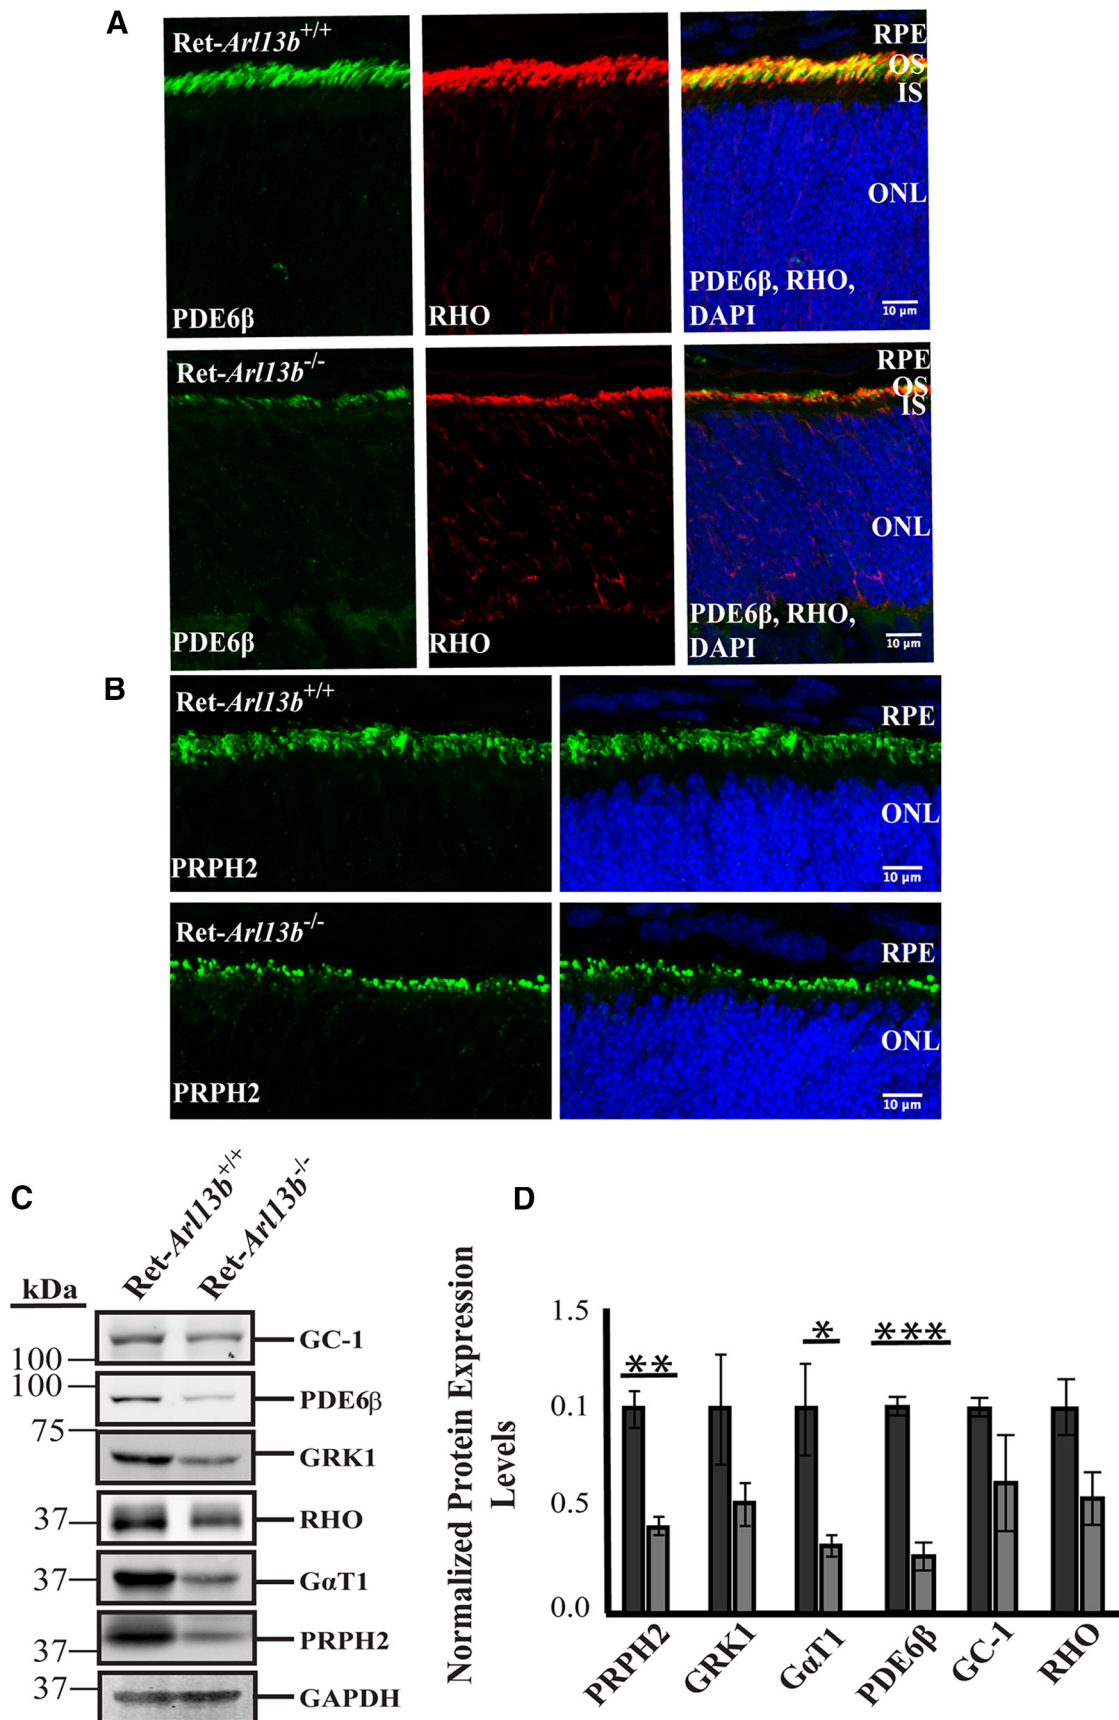 A
Ret-Arl13b+/+
PDE6β
RHO
RPE
OS
IS
ONL
PDE6β, RHO,
DAPI
10 µm
Ret-Arl13b-/-
PDE6β
RHO
RPE
OS
IS
ONL
PDE6β, RHO,
DAPI
10 µm
B
Ret-Arl13b+/+
PRPH2
RPE
ONL
10 µm
Ret-Arl13b-/-
PRPH2
RPE
ONL
10 µm
C
kDa
Ret-Arl13b+/+
Ret-Arl13b-/-
GC-1
100
100
PDE6β
75
GRK1
37
RHO
37
GαT1
PRPH2
37
37
GAPDH
D
Normalized Protein Expression
Levels
1.5
0.1
0.5
0.0
**
*
***
PRPH2
GRK1
GαT1
PDE6β
GC-1
RHO